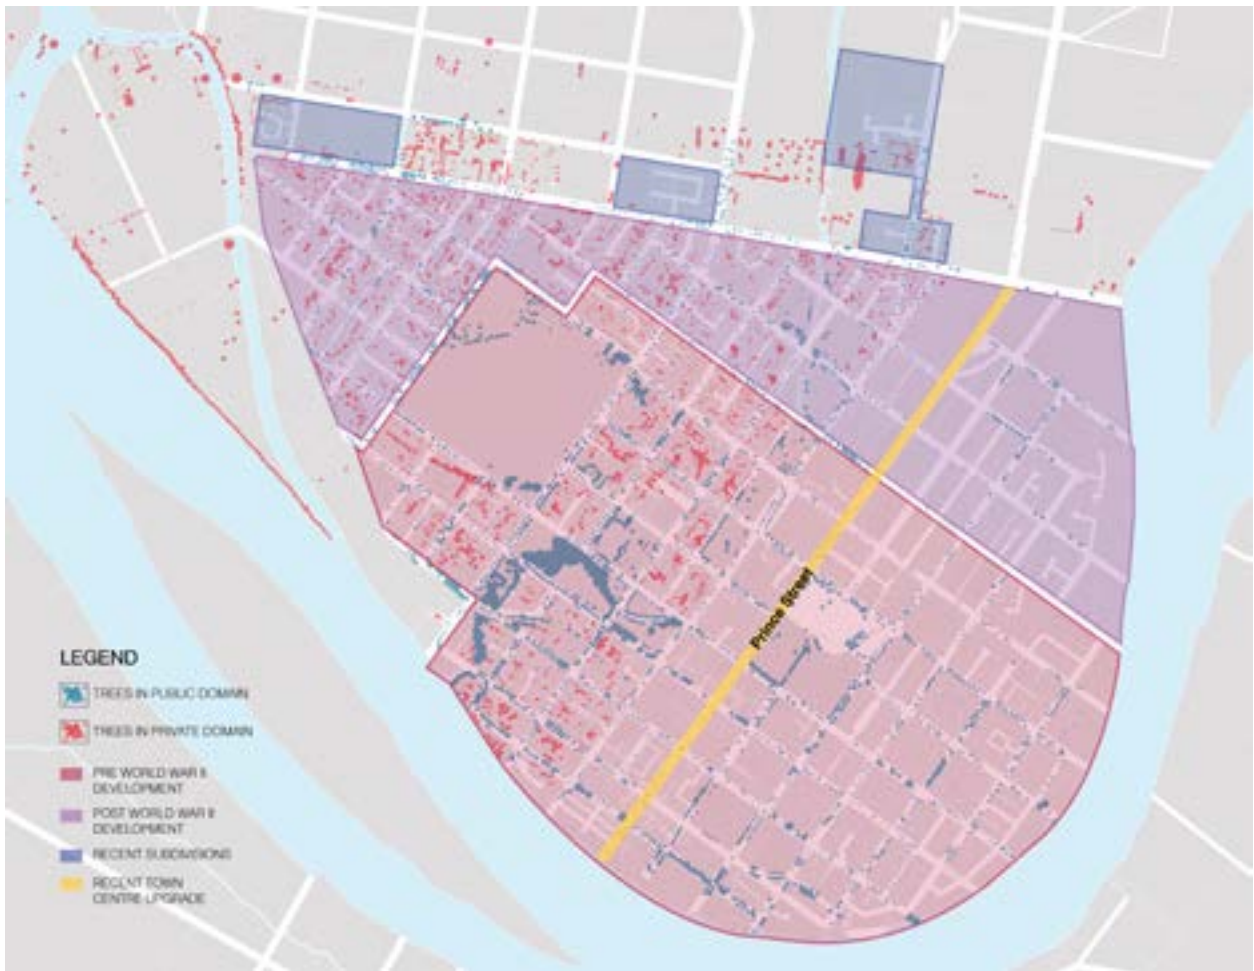 Prince Street
LEGEND
TREES IN PUBLIC DOMAIN
TREES IN PRIVATE DOMAIN
PRE WORLD WAR II
DEVELOPMENT
POST WORLD WAR II
DEVELOPMENT
RECENT SUBDIVISIONS
RECENT TOWN
CENTRE UPGRADE